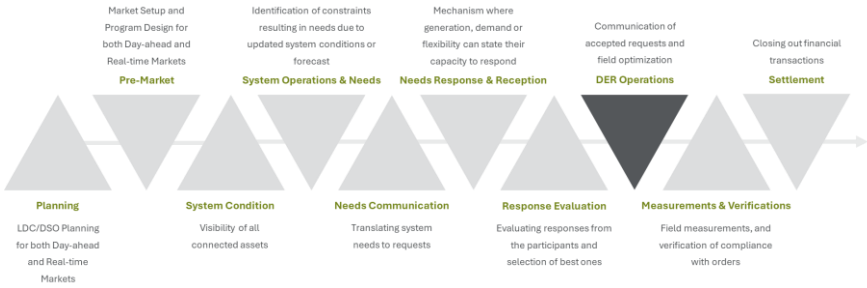 Market Setup and
Program Design for
both Day-ahead and
Real-time Markets
Pre-Market
Identification of constraints
resulting in needs due to
updated system conditions or
forecast
System Operations & Needs
Mechanism where
generation, demand or
flexibility can state their
capacity to respond
Needs Response & Reception
Communication of
accepted requests and
field optimization
DER Operations
Closing out financial
transactions
Settlement
Planning
LDC/DSO Planning
for both Day-ahead
and Real-time
Markets
System Condition
Visibility of all
connected assets
Needs Communication
Translating system
needs to requests
Response Evaluation
Evaluating responses from
the participants and
selection of best ones
Measurements & Verifications
Field measurements, and
verification of compliance
with orders